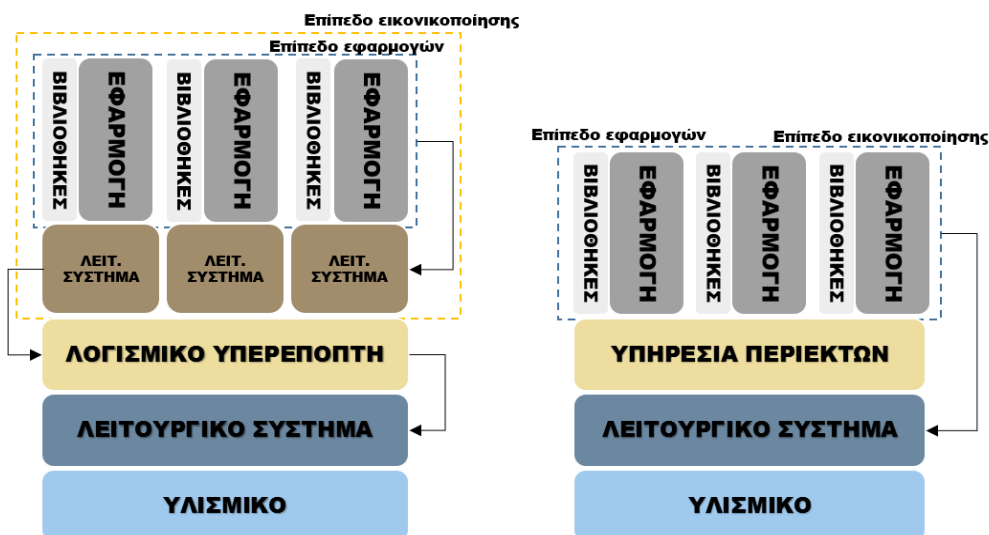 Επίπεδο εικονικοποίησης
Επίπεδο εφαρμογών
ΒΙΒΛΙΟΘΗΚΕΣ
ΕΦΑΡΜΟΓΗ
ΒΙΒΛΙΟΘΗΚΕΣ
ΕΦΑΡΜΟΓΗ
ΒΙΒΛΙΟΘΗΚΕΣ
ΕΦΑΡΜΟΓΗ
ΛΕΙΤ.
ΣΥΣΤΗΜΑ
ΛΕΙΤ.
ΣΥΣΤΗΜΑ
ΛΕΙΤ.
ΣΥΣΤΗΜΑ
ΛΟΓΙΣΜΙΚΟ ΥΠΕΡΕΠΟΠΤΗ
ΛΕΙΤΟΥΡΓΙΚΟ ΣΥΣΤΗΜΑ
ΥΛΙΣΜΙΚΟ
Επίπεδο εφαρμογών
Επίπεδο εικονικοποίησης
ΒΙΒΛΙΟΘΗΚΕΣ
ΕΦΑΡΜΟΓΗ
ΒΙΒΛΙΟΘΗΚΕΣ
ΕΦΑΡΜΟΓΗ
ΒΙΒΛΙΟΘΗΚΕΣ
ΕΦΑΡΜΟΓΗ
ΥΠΗΡΕΣΙΑ ΠΕΡΙΕΚΤΩΝ
ΛΕΙΤΟΥΡΓΙΚΟ ΣΥΣΤΗΜΑ
ΥΛΙΣΜΙΚΟ